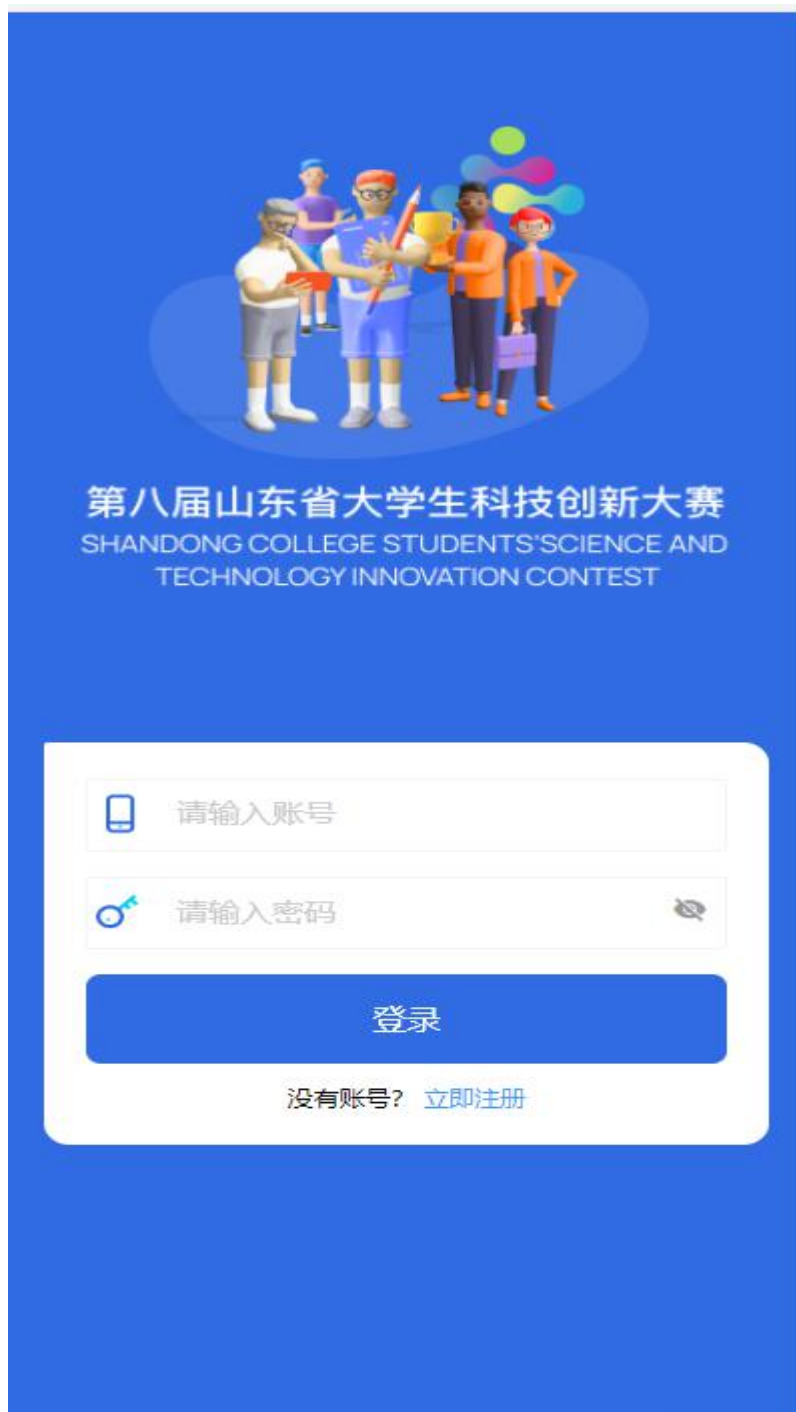 第八届山东省大学生科技创新大赛
SHANDONG COLLEGE STUDENTS'SCIENCE AND
TECHNOLOGY INNOVATION CONTEST
请输入账号
请输入密码
登录
没有账号? 立即注册